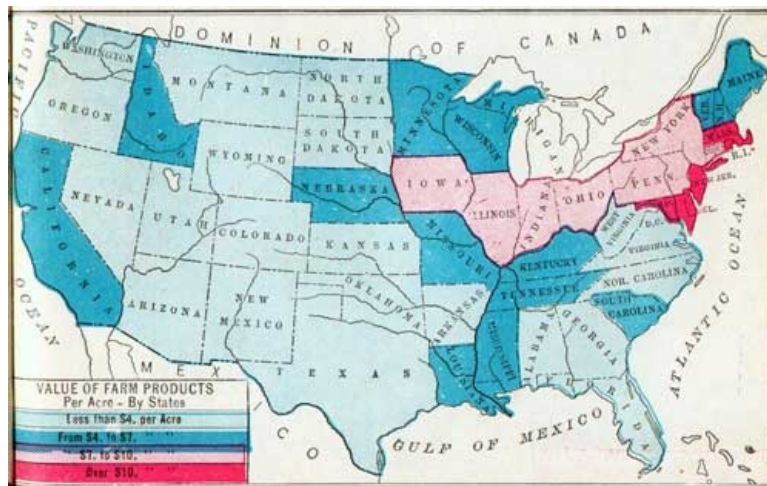 DOMINION OF CANADA
PACIFIC
OCEAN
WASHINGTON
OREGON
CALIFORNIA
IDAHO
NEVADA
MONTANA
WYOMING
UTAH
COLORADO
ARIZONA
NEW
MEXICO
NORTH
DAKOTA
SOUTH
DAKOTA
NEBRASKA
KANSAS
OKLAHOMA
TEXAS
MINNESOTA
IOWA
MISSOURI
ARKANSAS
LOUISIANA
WISCONSIN
MICHIGAN
ILLINOIS
INDIANA
OHIO
KENTUCKY
TENNESSEE
MISSISSIPPI
ALABAMA
GEORGIA
FLORIDA
SOUTH
CAROLINA
NOR. CAROLINA
VIRGINIA
WEST
VIRGINIA
D.C.
PENN.
NEW YORK
MAINE
N.H.
MASS.
R.I.
JER.
DEL.
ATLANTIC OCEAN
GULF OF MEXICO
MEXICO
VALUE OF FARM PRODUCTS
Per Acre - By States
Less than $4. per Acre
From $4. to $7. " "
" $7. to $10. " "
Over $10. " "